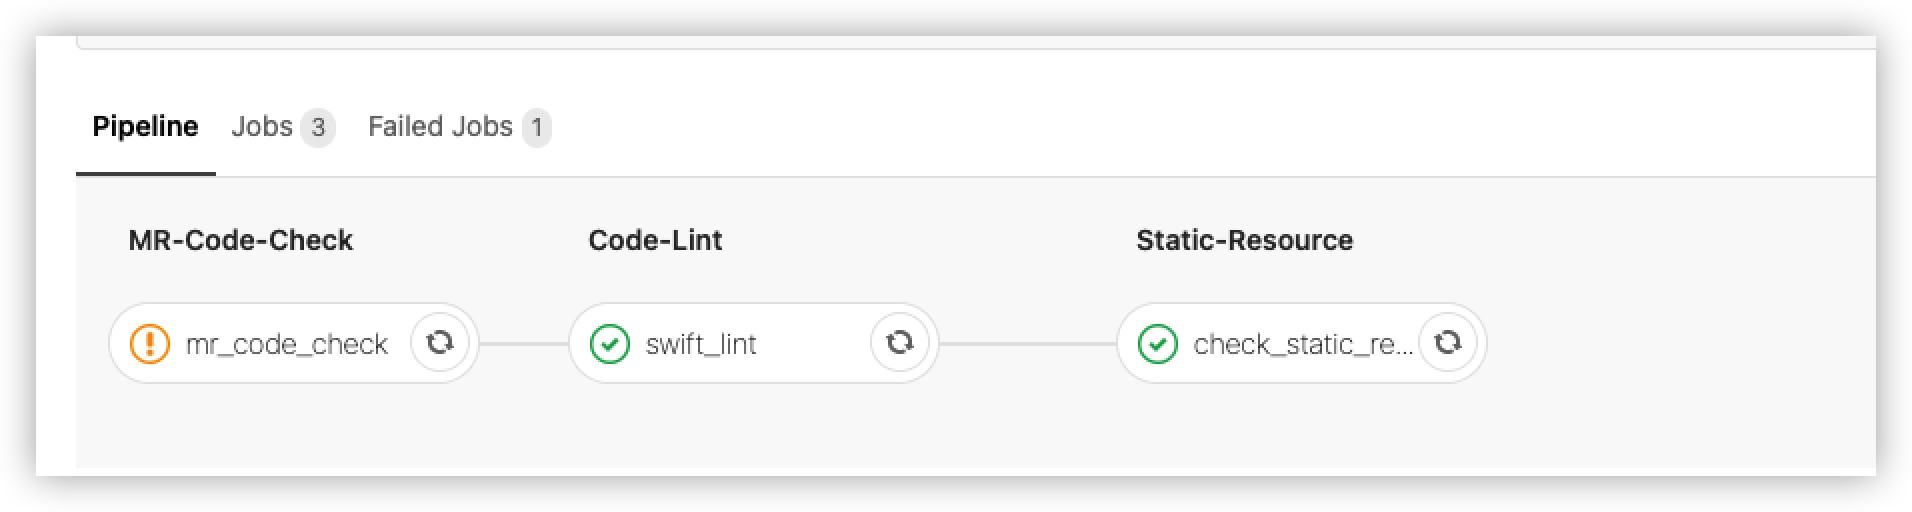 Pipeline Jobs 3 Failed Jobs 1
MR-Code-Check Code-Lint Static-Resource
mr_code_check swift_lint check_static_re...